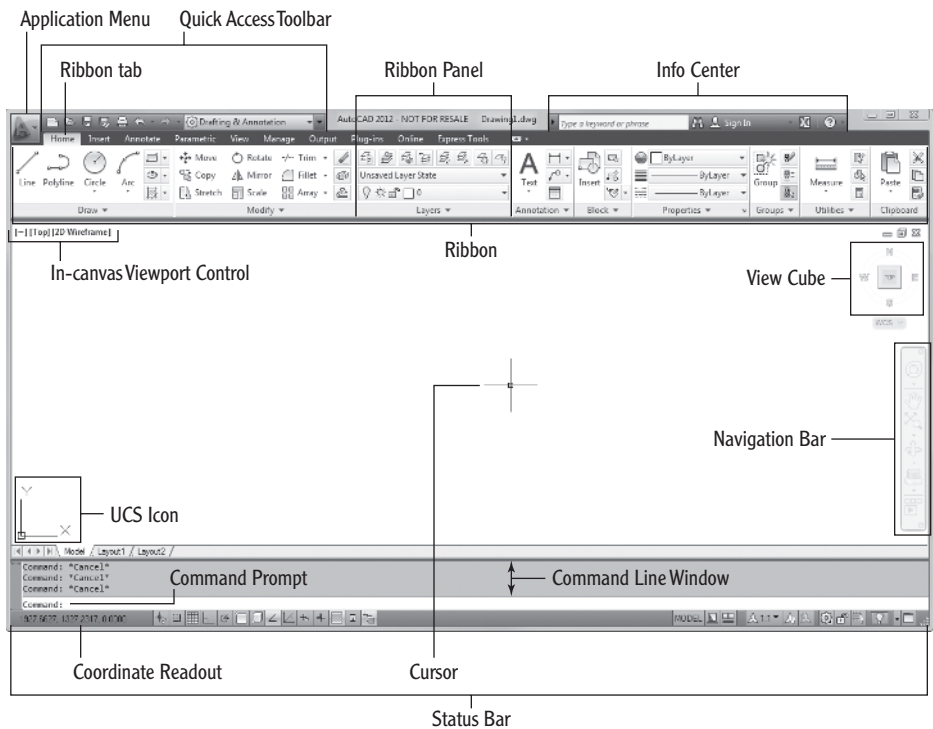 Application Menu
Quick Access Toolbar
Ribbon tab
Ribbon Panel
Info Center
Drafting & Annotation
AutoCAD 2012 - NOT FOR RESALE
Drawing1.dwg
Type a keyword or phrase
Sign In
Home Insert Annotate Parametric View Manage Output Plug-ins Online Express Tools
Line Polyline Circle Arc
Move Rotate Trim
Copy Mirror Fillet
Stretch Scale Array
Unsaved Layer State
0
Text
Insert
ByLayer
ByLayer
ByLayer
Group
Measure
Paste
Draw Modify Layers Annotation Block Properties Groups Utilities Clipboard
[–] [Top] [2D Wireframe]
Ribbon
In-canvas Viewport Control
View Cube
N
W TOP E
S
WCS
Navigation Bar
Y
X
UCS Icon
Model Layout1 Layout2
Command: *Cancel*
Command: *Cancel*
Command: *Cancel*
Command Prompt
Command Line Window
Command:
MODEL
1:1
Coordinate Readout
Cursor
Status Bar